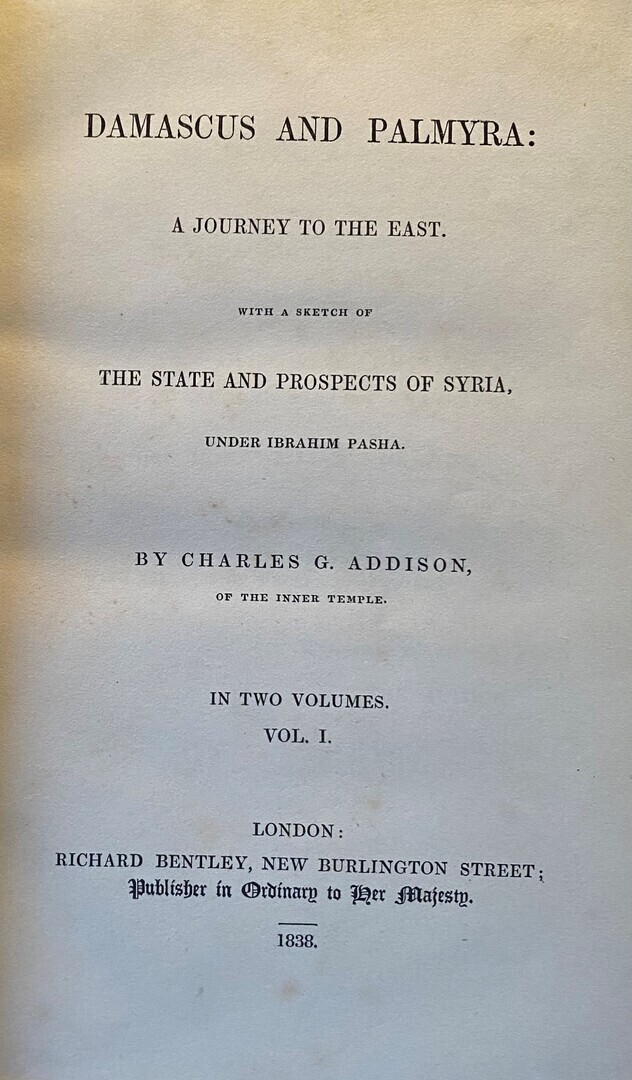 DAMASCUS AND PALMYRA:
A JOURNEY TO THE EAST.
WITH A SKETCH OF
THE STATE AND PROSPECTS OF SYRIA,
UNDER IBRAHIM PASHA.
BY CHARLES G. ADDISON,
OF THE INNER TEMPLE.
IN TWO VOLUMES.
VOL. I.
LONDON:
RICHARD BENTLEY, NEW BURLINGTON STREET;
Publisher in Ordinary to Her Majesty.
1838.